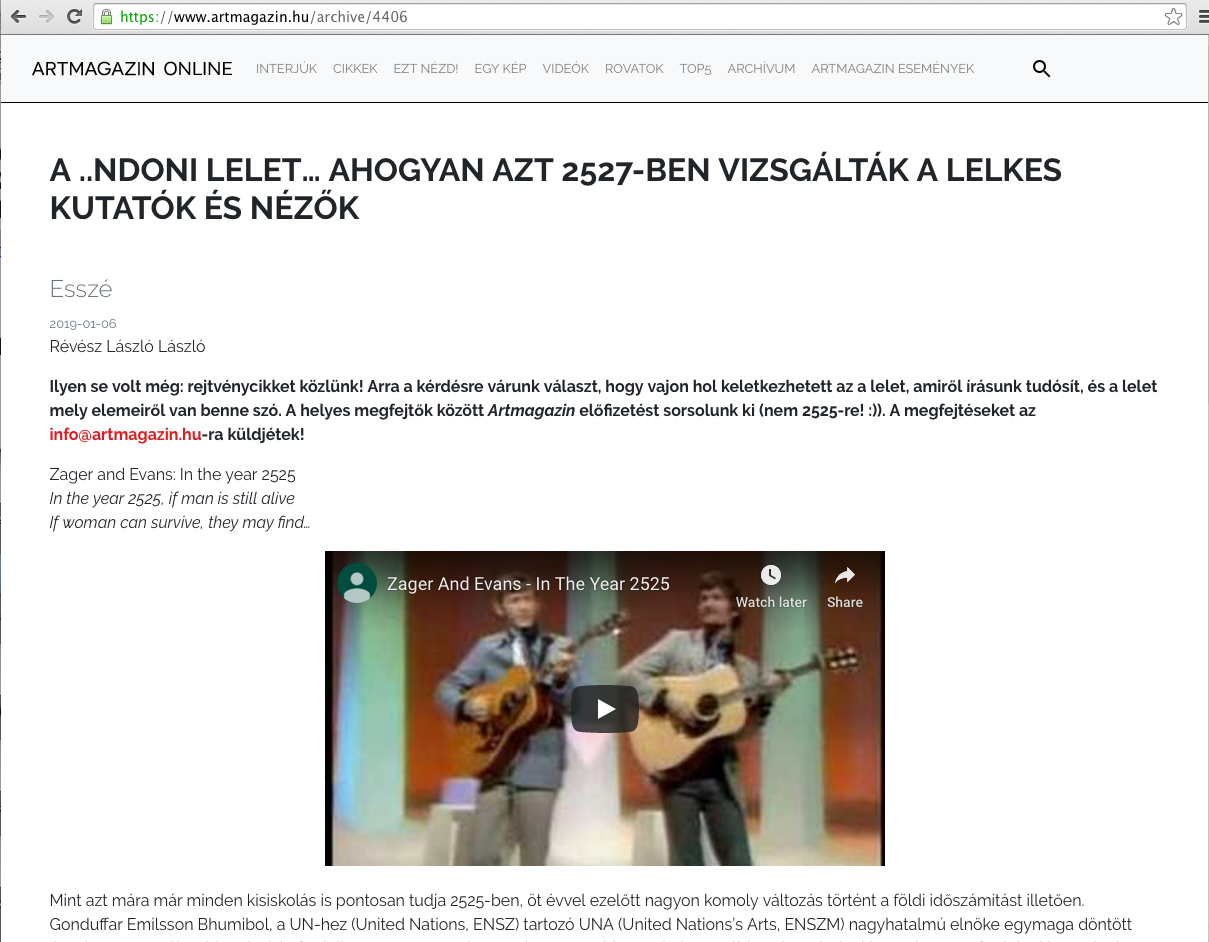 https://www.artmagazin.hu/archive/4406
ARTMAGAZIN ONLINE INTERJÚK CIKKEK EZT NÉZD! EGY KÉP VIDEÓK ROVATOK TOP5 ARCHÍVUM ARTMAGAZIN ESEMÉNYEK
A ..NDONI LELET... AHOGYAN AZT 2527-BEN VIZSGÁLTÁK A LELKES
KUTATÓK ÉS NÉZŐK
Esszé
2019-01-06
Révész László László
Ilyen se volt még: rejtvénycikket közlünk! Arra a kérdésre várunk választ, hogy vajon hol keletkezhetett az a lelet, amiről írásunk tudósít, és a lelet
mely elemeiről van benne szó. A helyes megfejtők között Artmagazin előfizetést sorsolunk ki (nem 2525-re! :)). A megfejtéseket az
info@artmagazin.hu-ra küldjétek!
Zager and Evans: In the year 2525
In the year 2525, if man is still alive
If woman can survive, they may find...
Zager And Evans - In The Year 2525
Watch later Share
Mint azt mára már minden kisiskolás is pontosan tudja 2525-ben, öt évvel ezelőtt nagyon komoly változás történt a földi időszámítást illetően.
Gonduffar Emilsson Bhumibol, a UN-hez (United Nations, ENSZ) tartozó UNA (United Nations's Arts, ENSZM) nagyhatalmú elnöke egymaga döntött